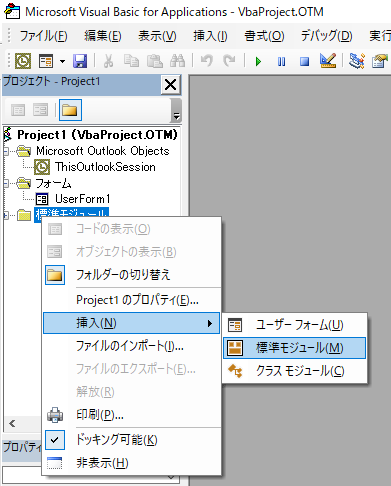 Microsoft Visual Basic for Applications - VbaProject.OTM
ファイル(F) 編集(E) 表示(V) 挿入(I) 書式(O) デバッグ(D) 実行
プロジェクト - Project1
Project1 (VbaProject.OTM)
Microsoft Outlook Objects
ThisOutlookSession
フォーム
UserForm1
標準モジュール
コードの表示(O)
オブジェクトの表示(B)
フォルダーの切り替え
Project1 のプロパティ(E)...
挿入(N)
ユーザー フォーム(U)
標準モジュール(M)
クラス モジュール(C)
ファイルのインポート(I)...
ファイルのエクスポート(E)...
解放(R)
印刷(P)...
ドッキング可能(K)
非表示(H)
プロパティ